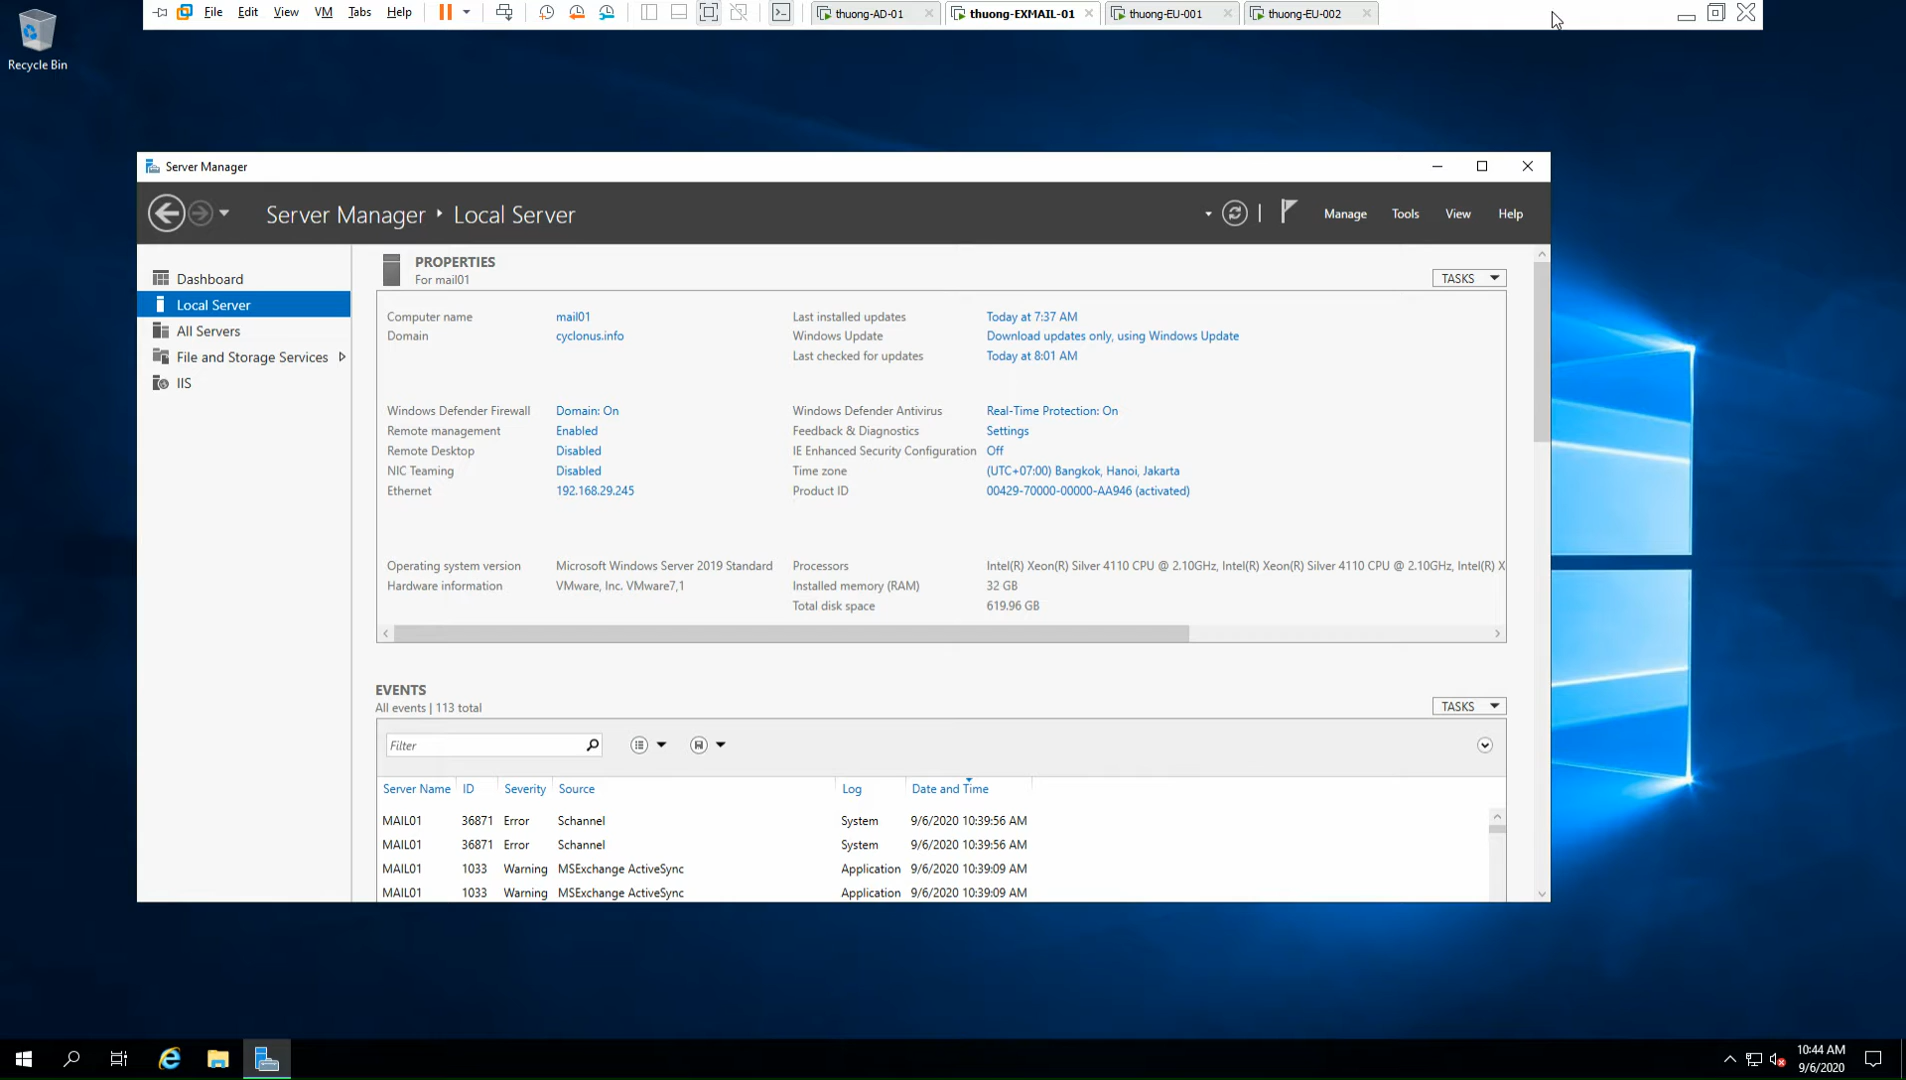 File Edit View VM Tabs Help thuong-AD-01 thuong-EXMAIL-01 thuong-EU-001 thuong-EU-002
Recycle Bin
Server Manager
Server Manager Local Server Manage Tools View Help
Dashboard
Local Server
All Servers
File and Storage Services
IIS
PROPERTIES
For mail01
TASKS
Computer name mail01 Last installed updates Today at 7:37 AM
Domain cyclonus.info Windows Update Download updates only, using Windows Update
Last checked for updates Today at 8:01 AM
Windows Defender Firewall Domain: On Windows Defender Antivirus Real-Time Protection: On
Remote management Enabled Feedback & Diagnostics Settings
Remote Desktop Disabled IE Enhanced Security Configuration Off
NIC Teaming Disabled Time zone (UTC+07:00) Bangkok, Hanoi, Jakarta
Ethernet 192.168.29.245 Product ID 00429-70000-00000-AA946 (activated)
Operating system version Microsoft Windows Server 2019 Standard Processors Intel(R) Xeon(R) Silver 4110 CPU @ 2.10GHz, Intel(R) Xeon(R) Silver 4110 CPU @ 2.10GHz, Intel(R) X
Hardware information VMware, Inc. VMware7,1 Installed memory (RAM) 32 GB
Total disk space 619.96 GB
EVENTS
All events | 113 total
TASKS
Filter
Server Name ID Severity Source Log Date and Time
MAIL01 36871 Error Schannel System 9/6/2020 10:39:56 AM
MAIL01 36871 Error Schannel System 9/6/2020 10:39:56 AM
MAIL01 1033 Warning MSExchange ActiveSync Application 9/6/2020 10:39:09 AM
MAIL01 1033 Warning MSExchange ActiveSync Application 9/6/2020 10:39:09 AM
10:44 AM
9/6/2020